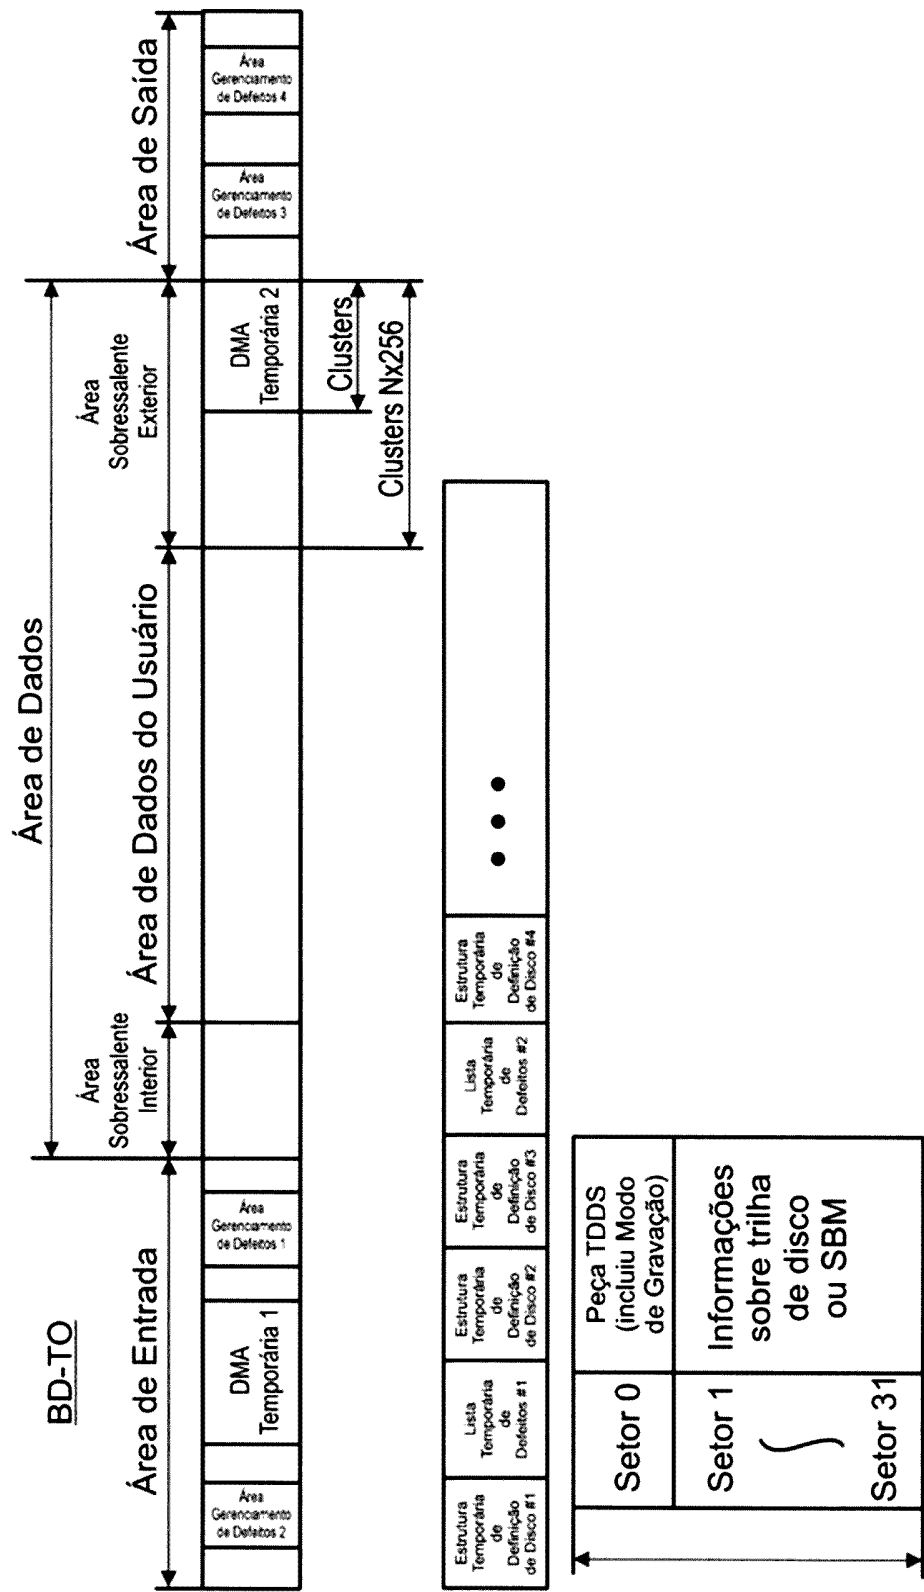 BD-TO
Área de Dados
Área de Entrada
Área
Sobressalente
Interior
Área de Dados do Usuário
Área
Sobressalente
Exterior
Área de Saída
Área
Gerenciamento
de Defeitos 2
DMA
Temporária 1
Área
Gerenciamento
de Defeitos 1
DMA
Temporária 2
Área
Gerenciamento
de Defeitos 3
Área
Gerenciamento
de Defeitos 4
Clusters
Clusters Nx256
Estrutura
Temporária
de
Definição
de Disco #1
Lista
Temporária
de
Defeitos #1
Estrutura
Temporária
de
Definição
de Disco #2
Estrutura
Temporária
de
Definição
de Disco #3
Lista
Temporária
de
Defeitos #2
Estrutura
Temporária
de
Definição
de Disco #4
• • •
Setor 0
Peça TDDS
(incluiu Modo
de Gravação)
Setor 1
Setor 31
Informações
sobre trilha
de disco
ou SBM